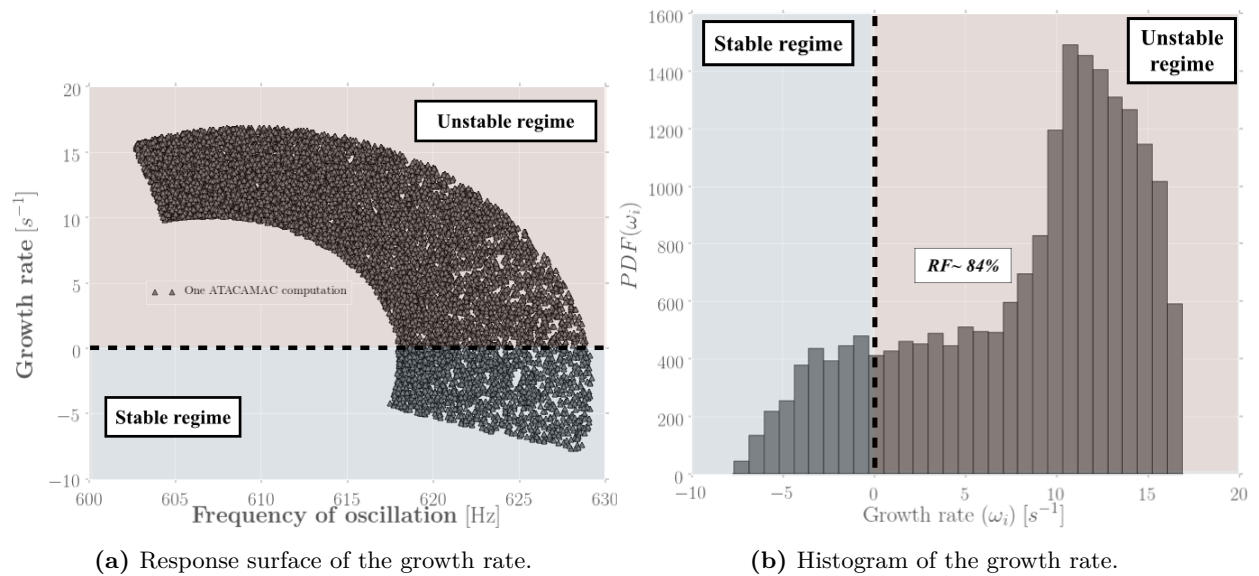 Unstable regime
20
15
10
5
0
−5
−10
Growth rate [s⁻¹]
One ATACAMAC computation
Stable regime
600 605 610 615 620 625 630
Frequency of oscillation [Hz]
(a) Response surface of the growth rate.
Stable regime
Unstable
regime
1600
1400
1200
1000
800
600
400
200
0
PDF(ωᵢ)
RF~ 84%
−10 −5 0 5 10 15 20
Growth rate (ωᵢ) [s⁻¹]
(b) Histogram of the growth rate.